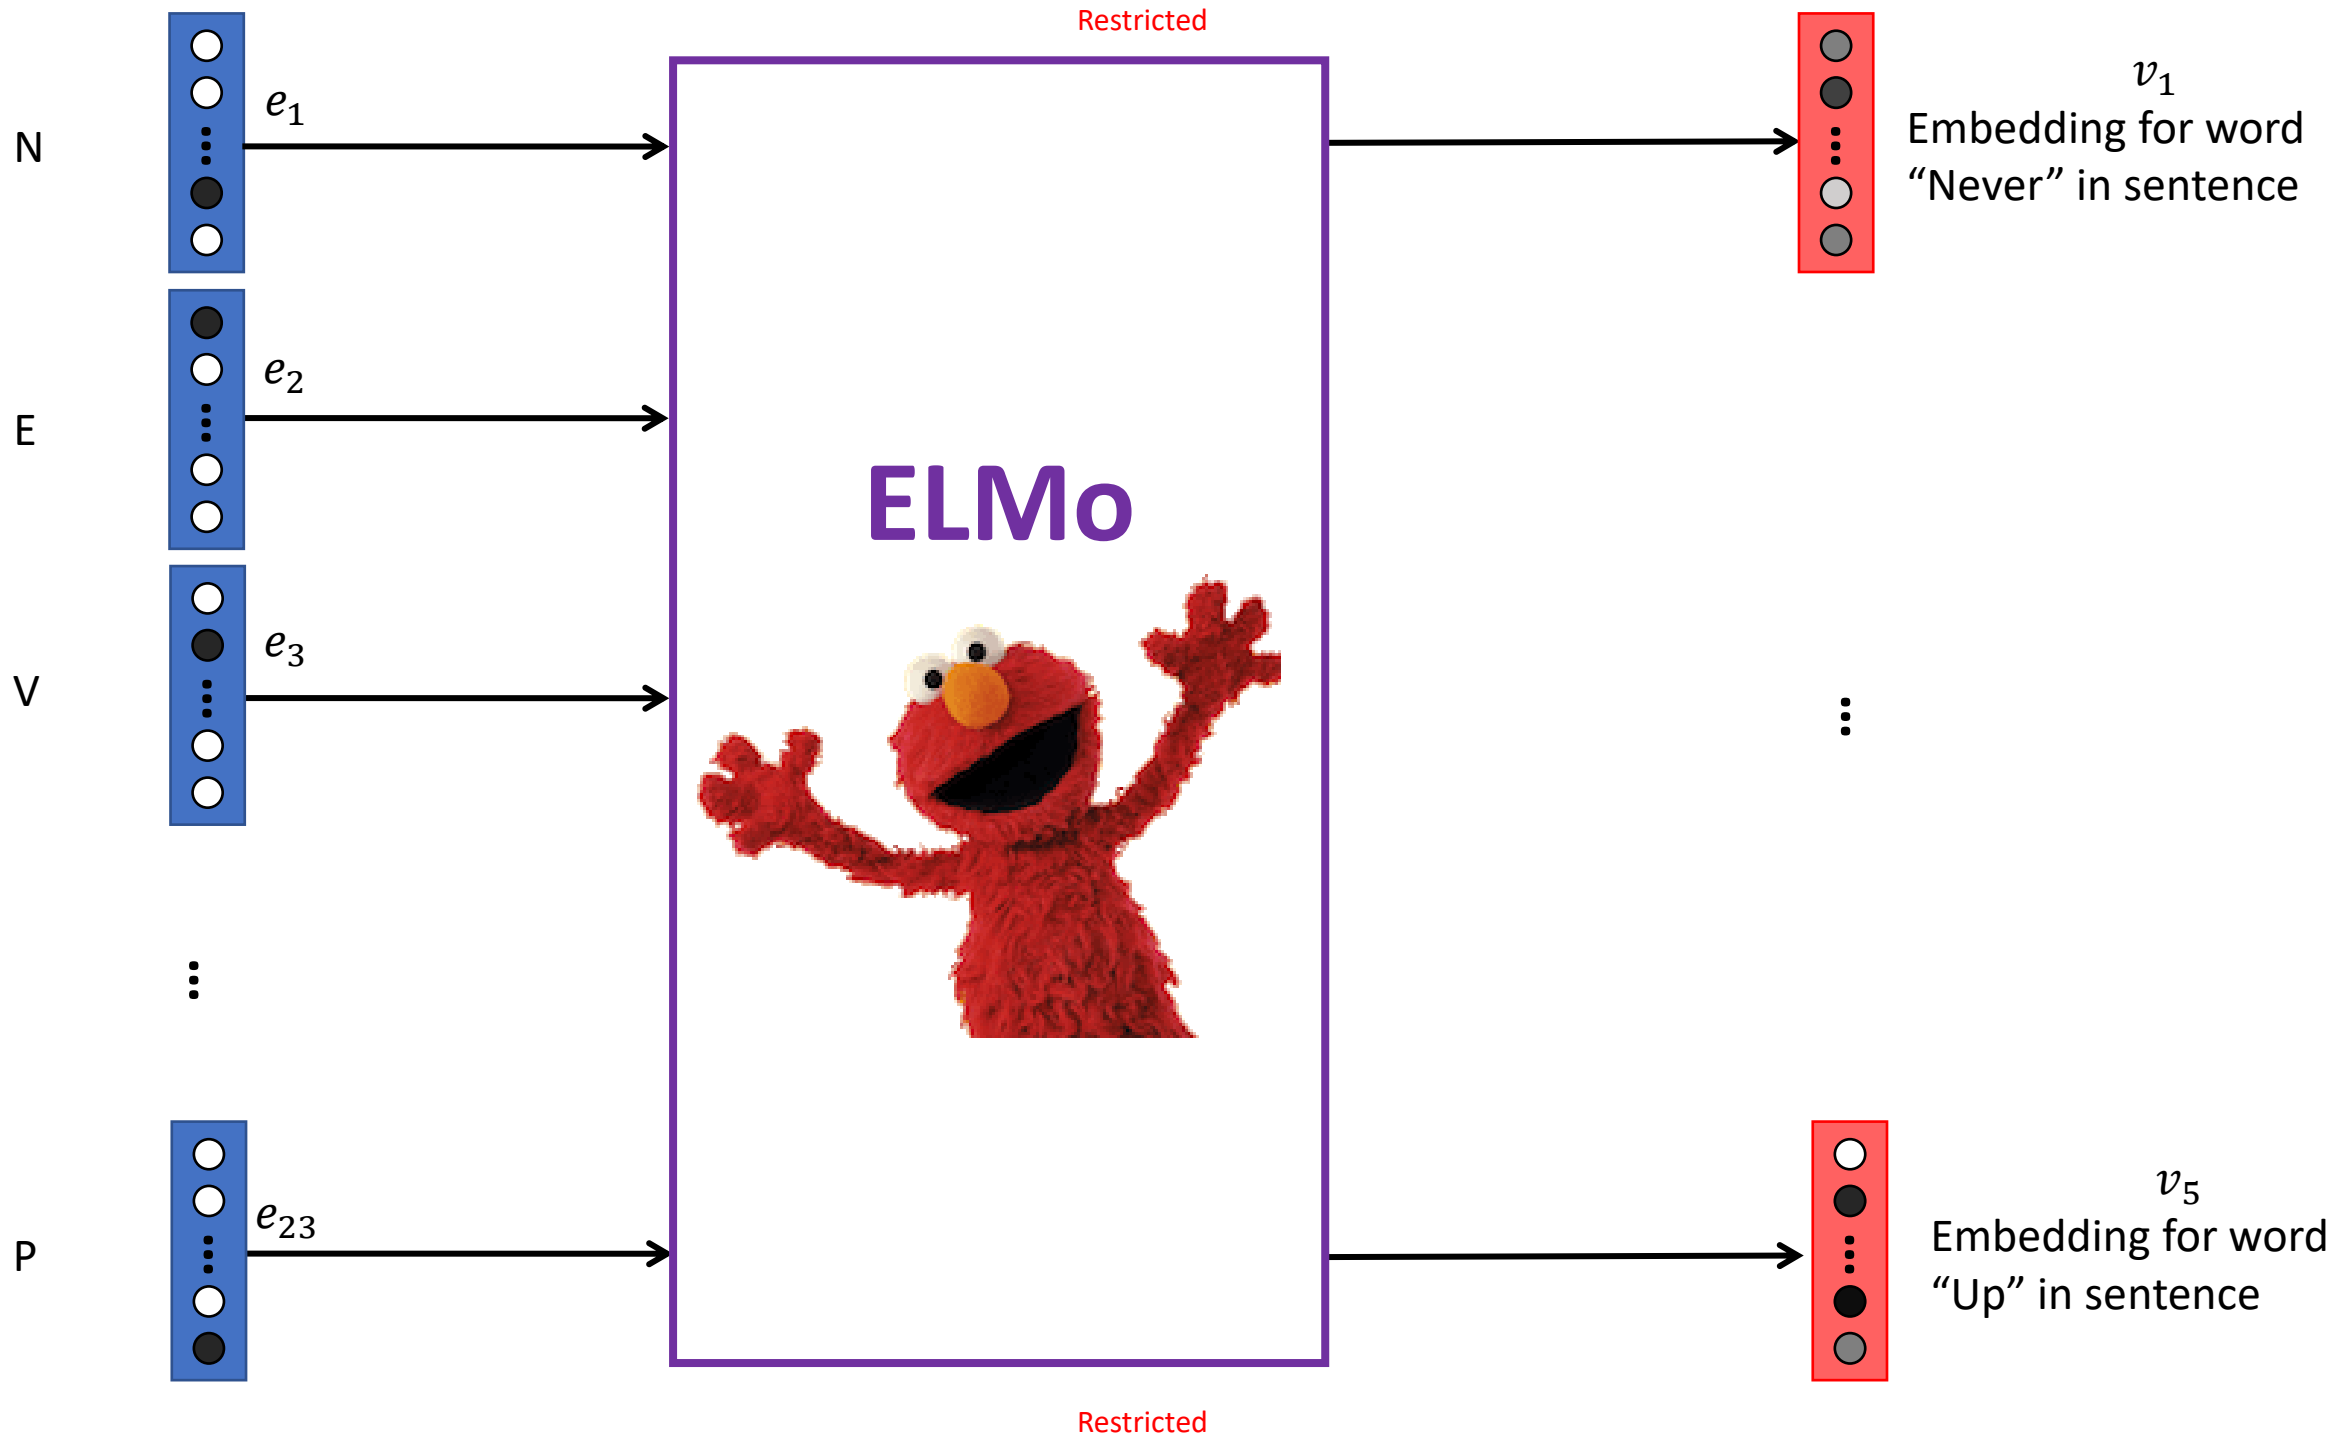 Restricted
N
e₁
E
e₂
V
e₃
⋮
P
e₂₃
ELMo
v₁
Embedding for word
“Never” in sentence
⋮
v₅
Embedding for word
“Up” in sentence
Restricted